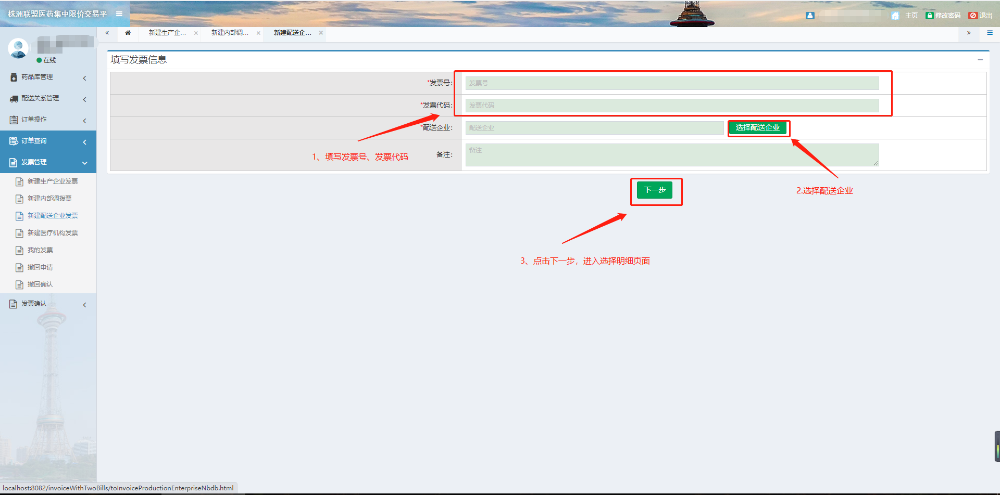 株洲联盟医药集中限价交易平
主页
修改密码
退出
新建生产企...
新建内部调...
新建配送企...
在线
药品库管理
配送关系管理
订单操作
订单查询
发票管理
新建生产企业发票
新建内部调拨票
新建配送企业发票
新建医疗机构发票
我的发票
撤回申请
撤回确认
发票确认
填写发票信息
*发票号:
发票号
*发票代码:
发票代码
*配送企业:
配送企业
选择配送企业
备注:
备注
1、填写发票号、发票代码
下一步
2.选择配送企业
3、点击下一步，进入选择明细页面
localhost:8082/invoiceWithTwoBills/toInvoiceProductionEnterpriseNbdb.html